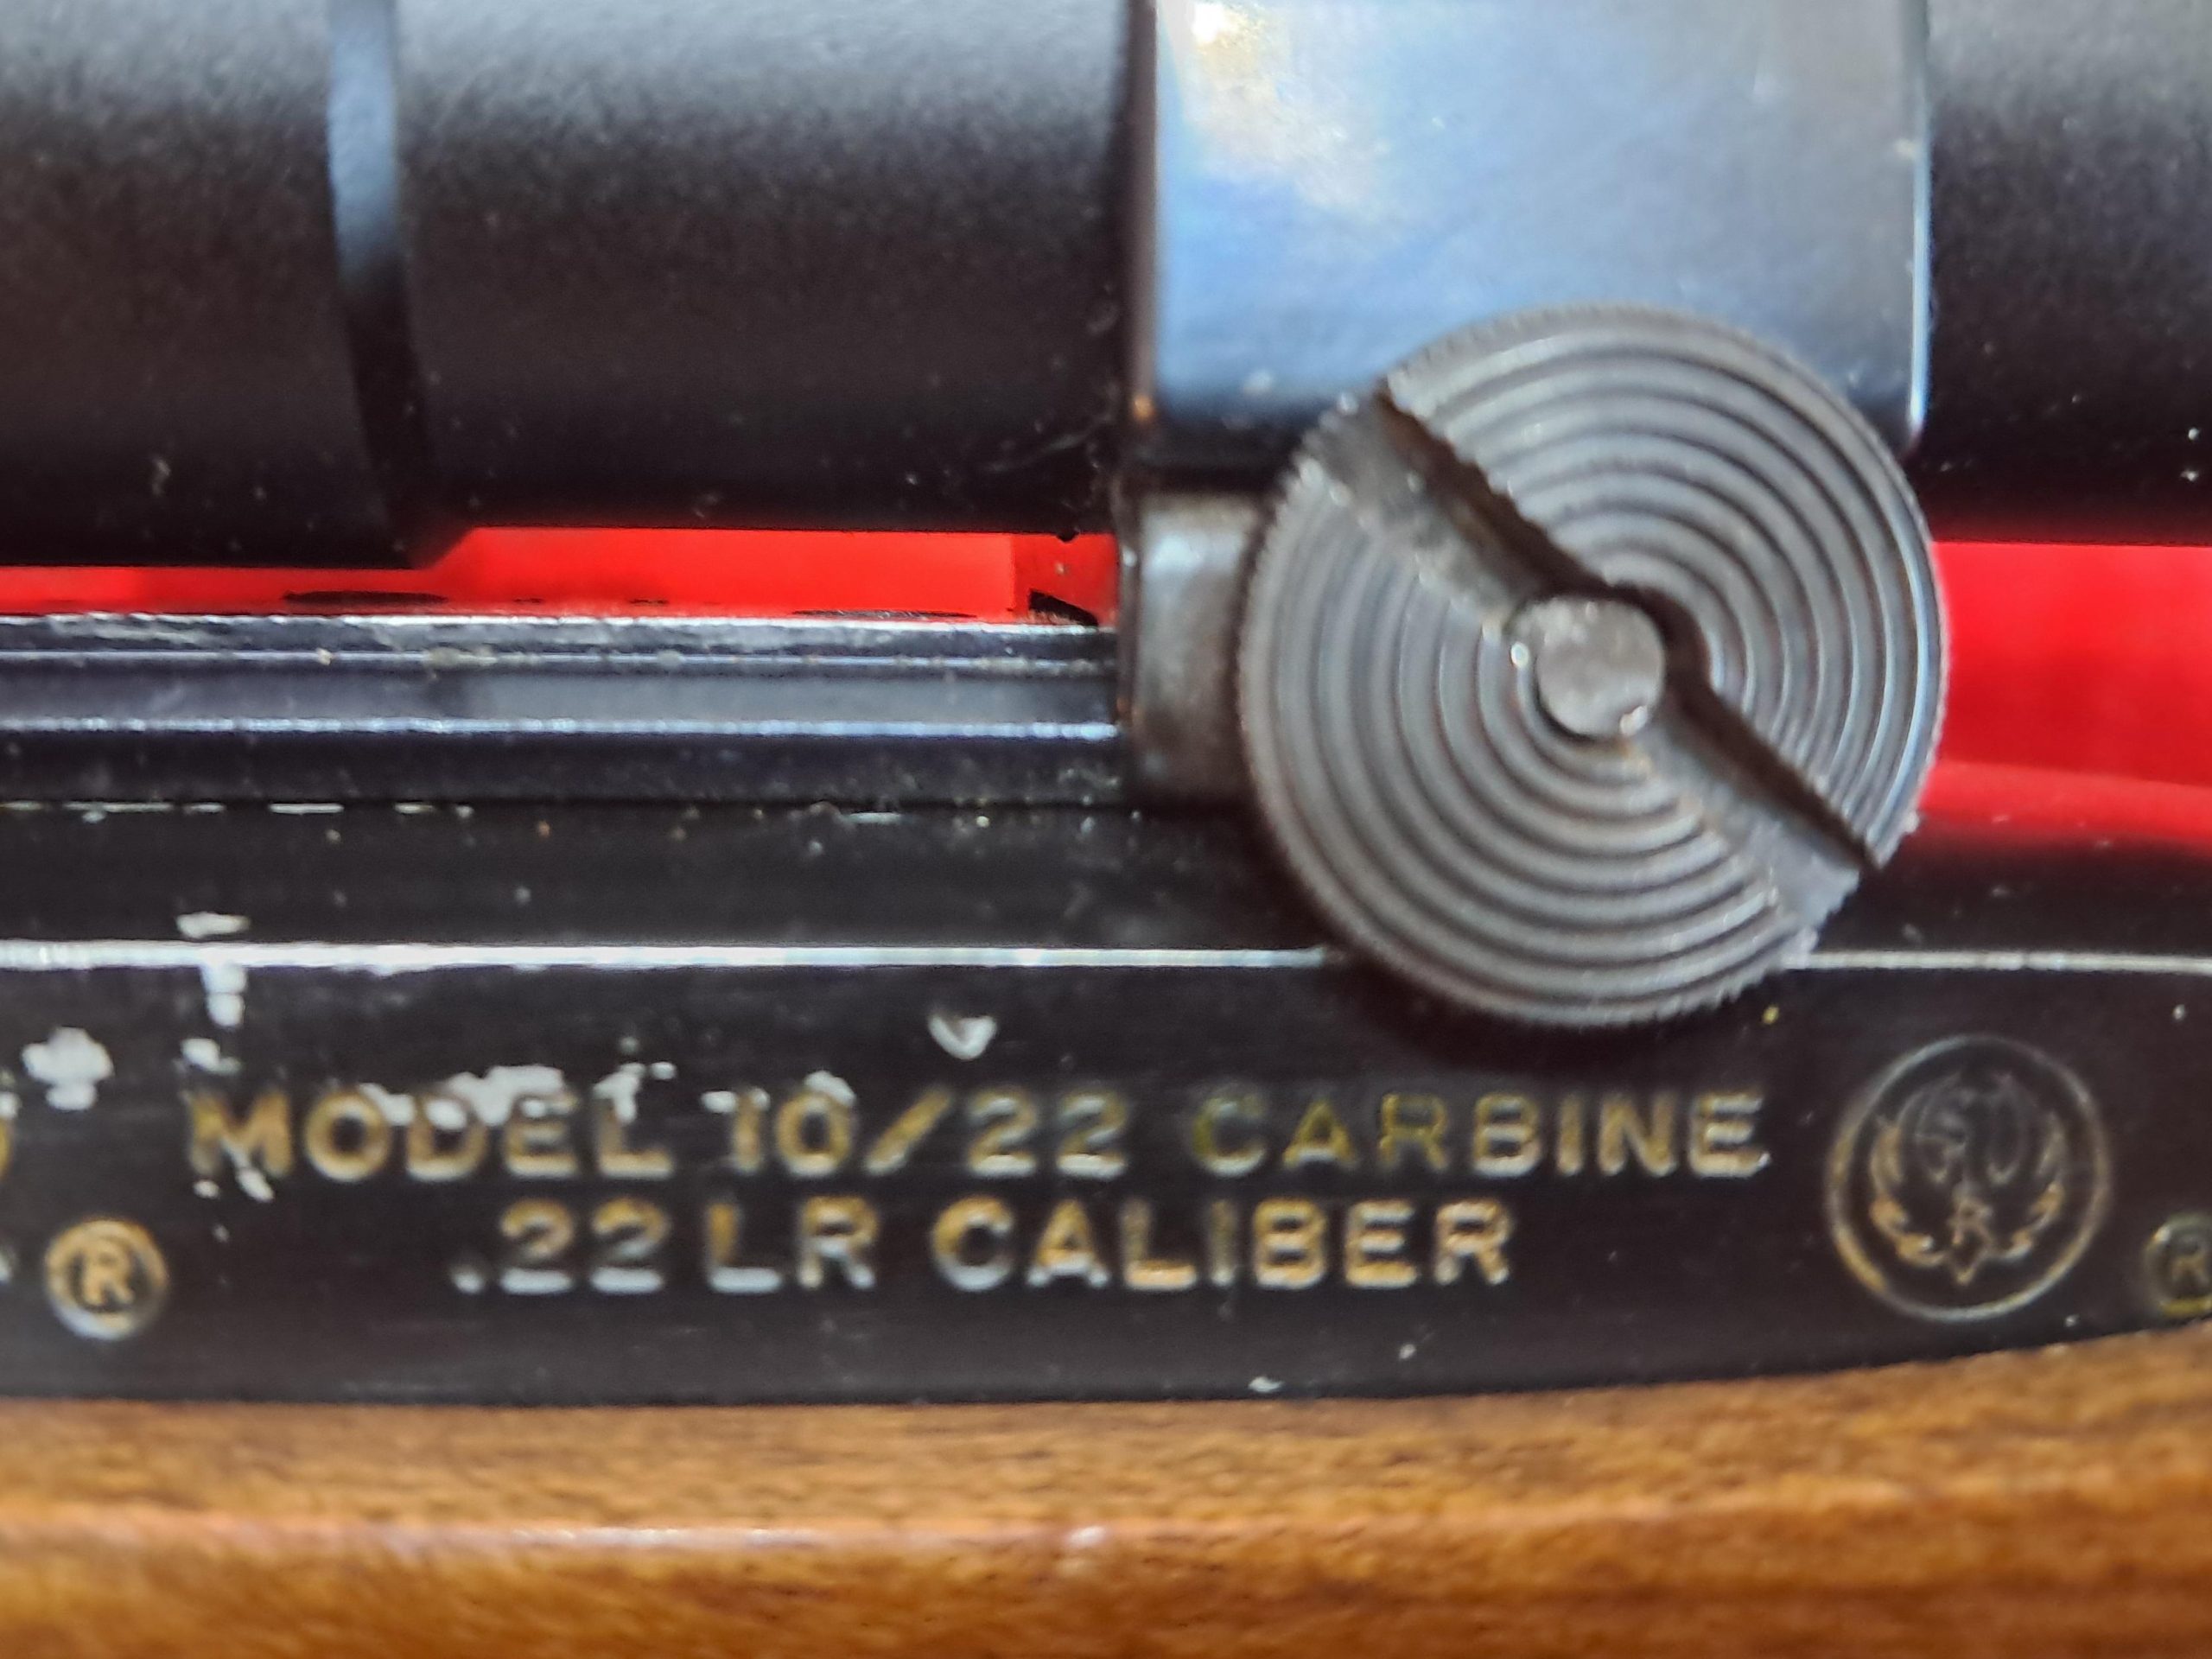 MODEL 10/22 CARBINE
.22 LR CALIBER
® R ®